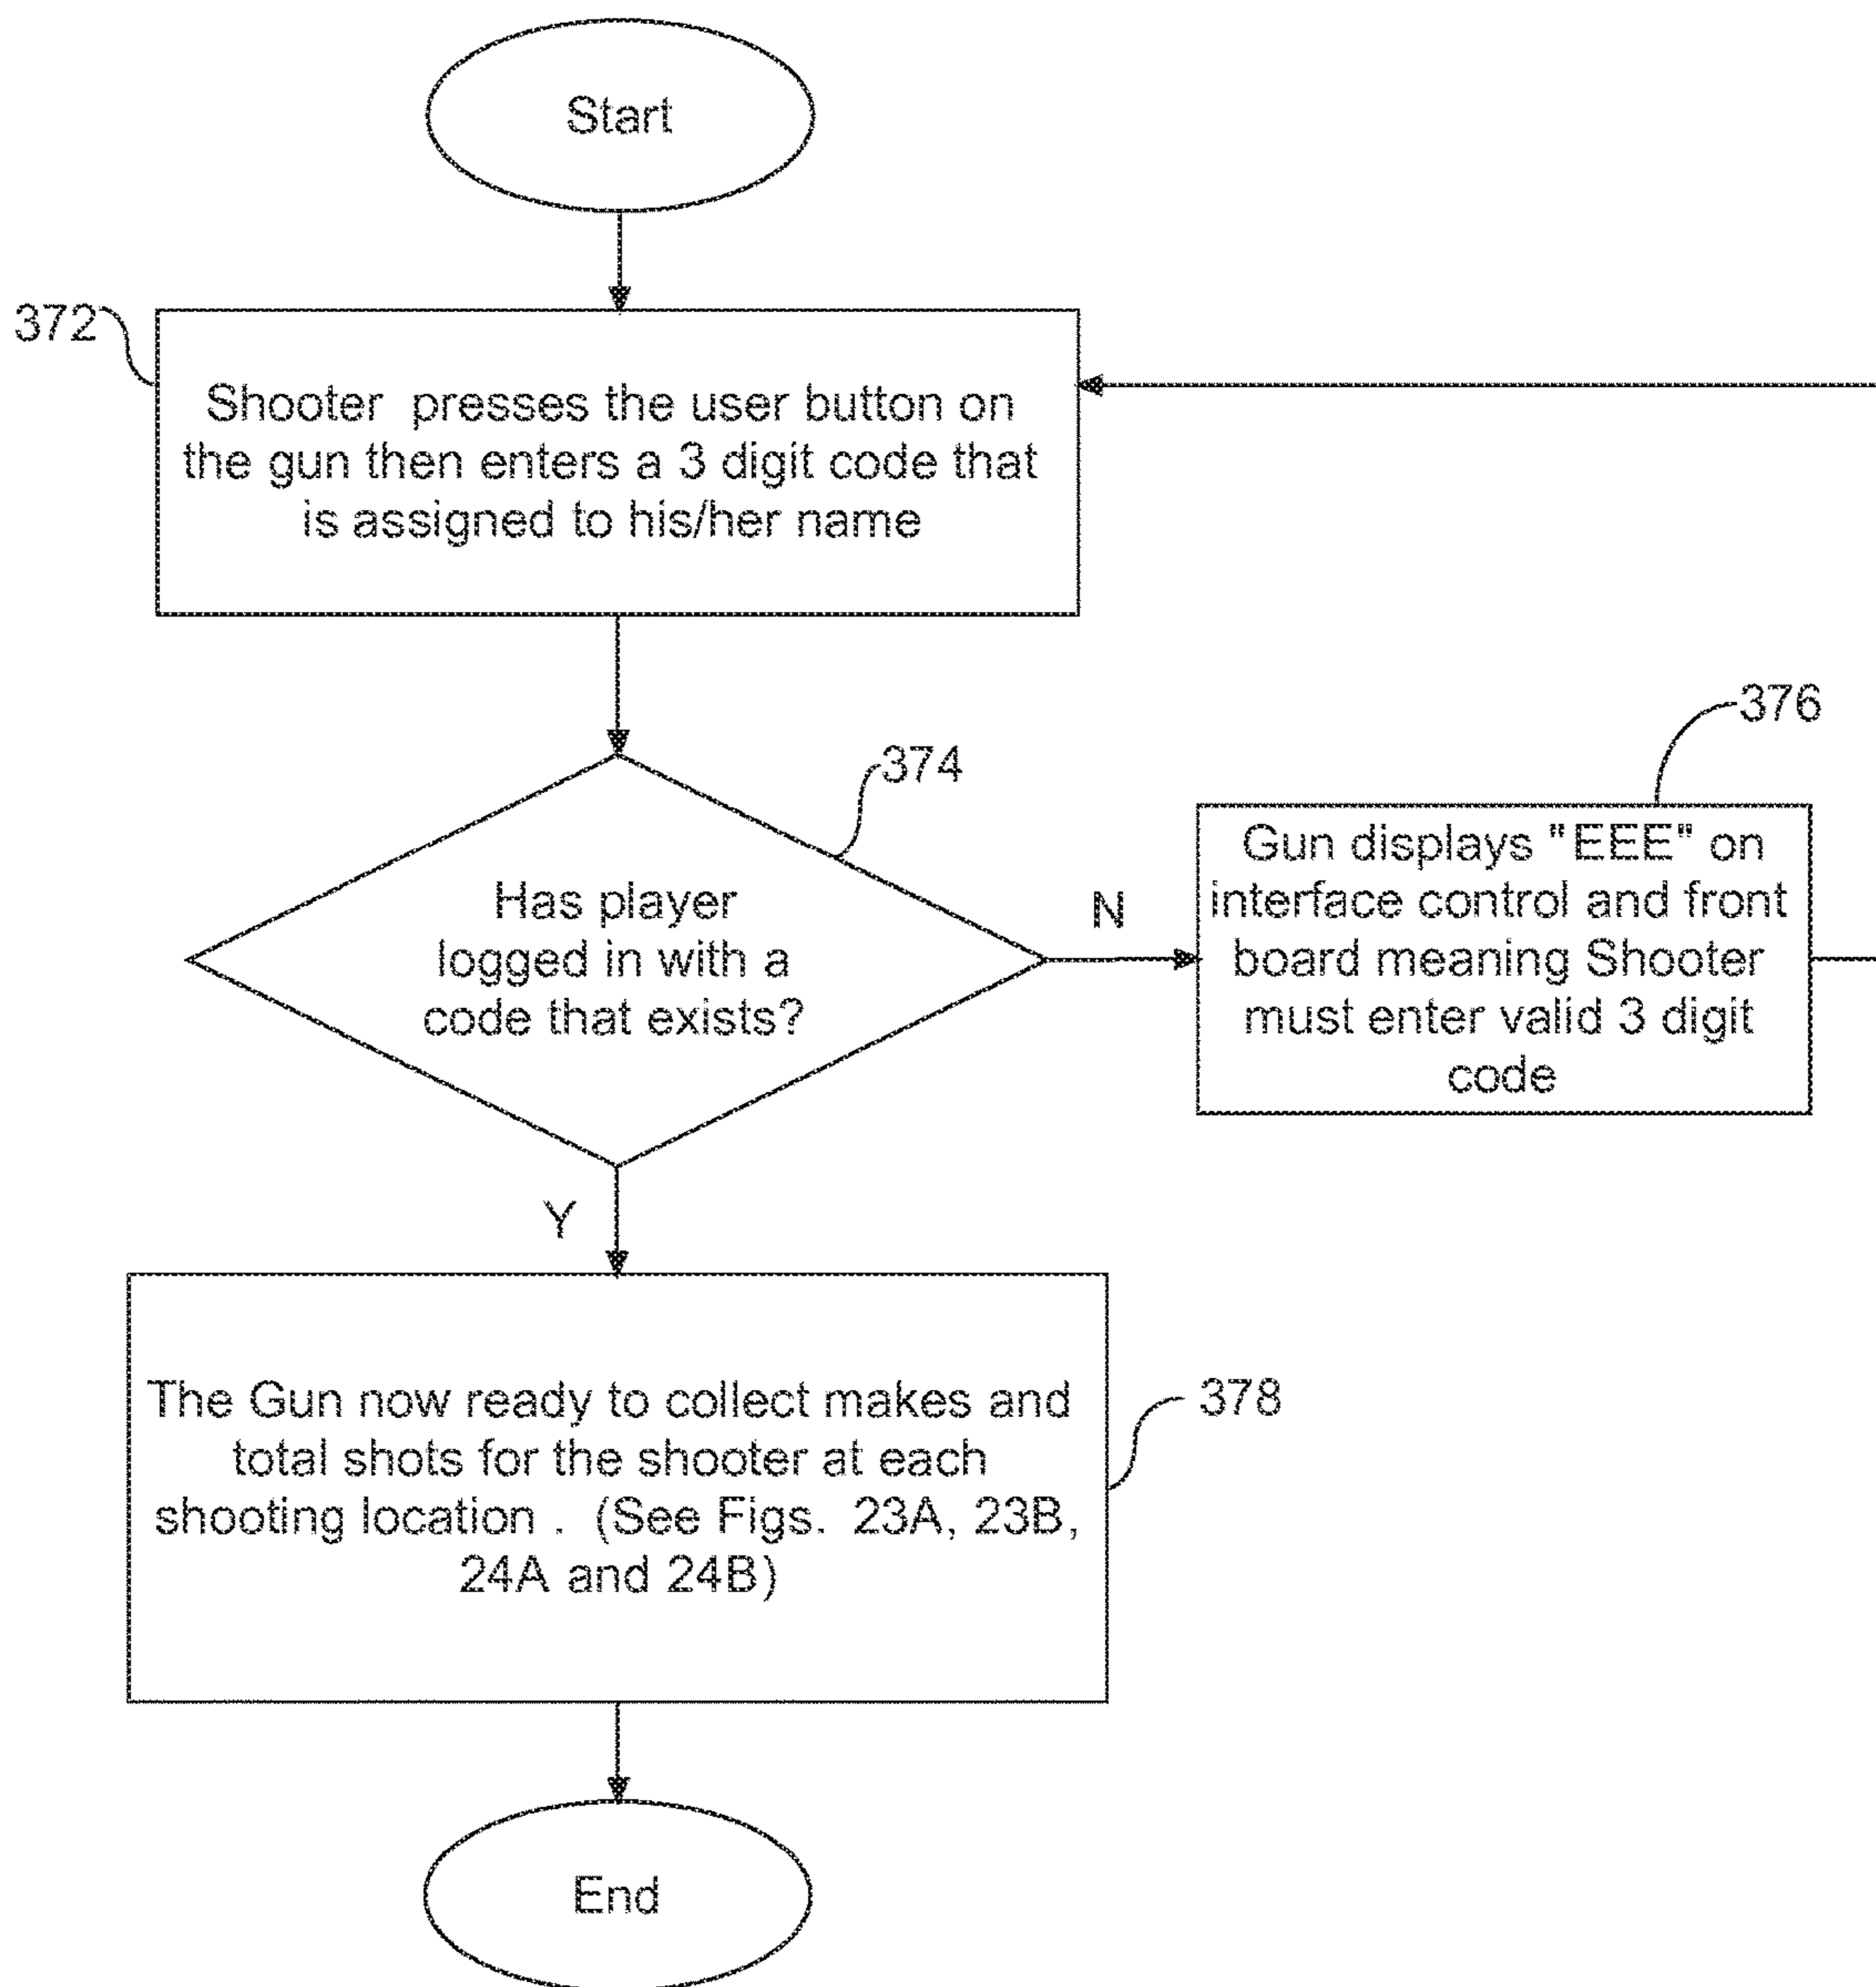 Start
372
Shooter presses the user button on
the gun then enters a 3 digit code that
is assigned to his/her name
374
Has player
logged in with a
code that exists?
N
376
Gun displays "EEE" on
interface control and front
board meaning Shooter
must enter valid 3 digit
code
Y
The Gun now ready to collect makes and
total shots for the shooter at each
shooting location . (See Figs. 23A, 23B,
24A and 24B)
378
End